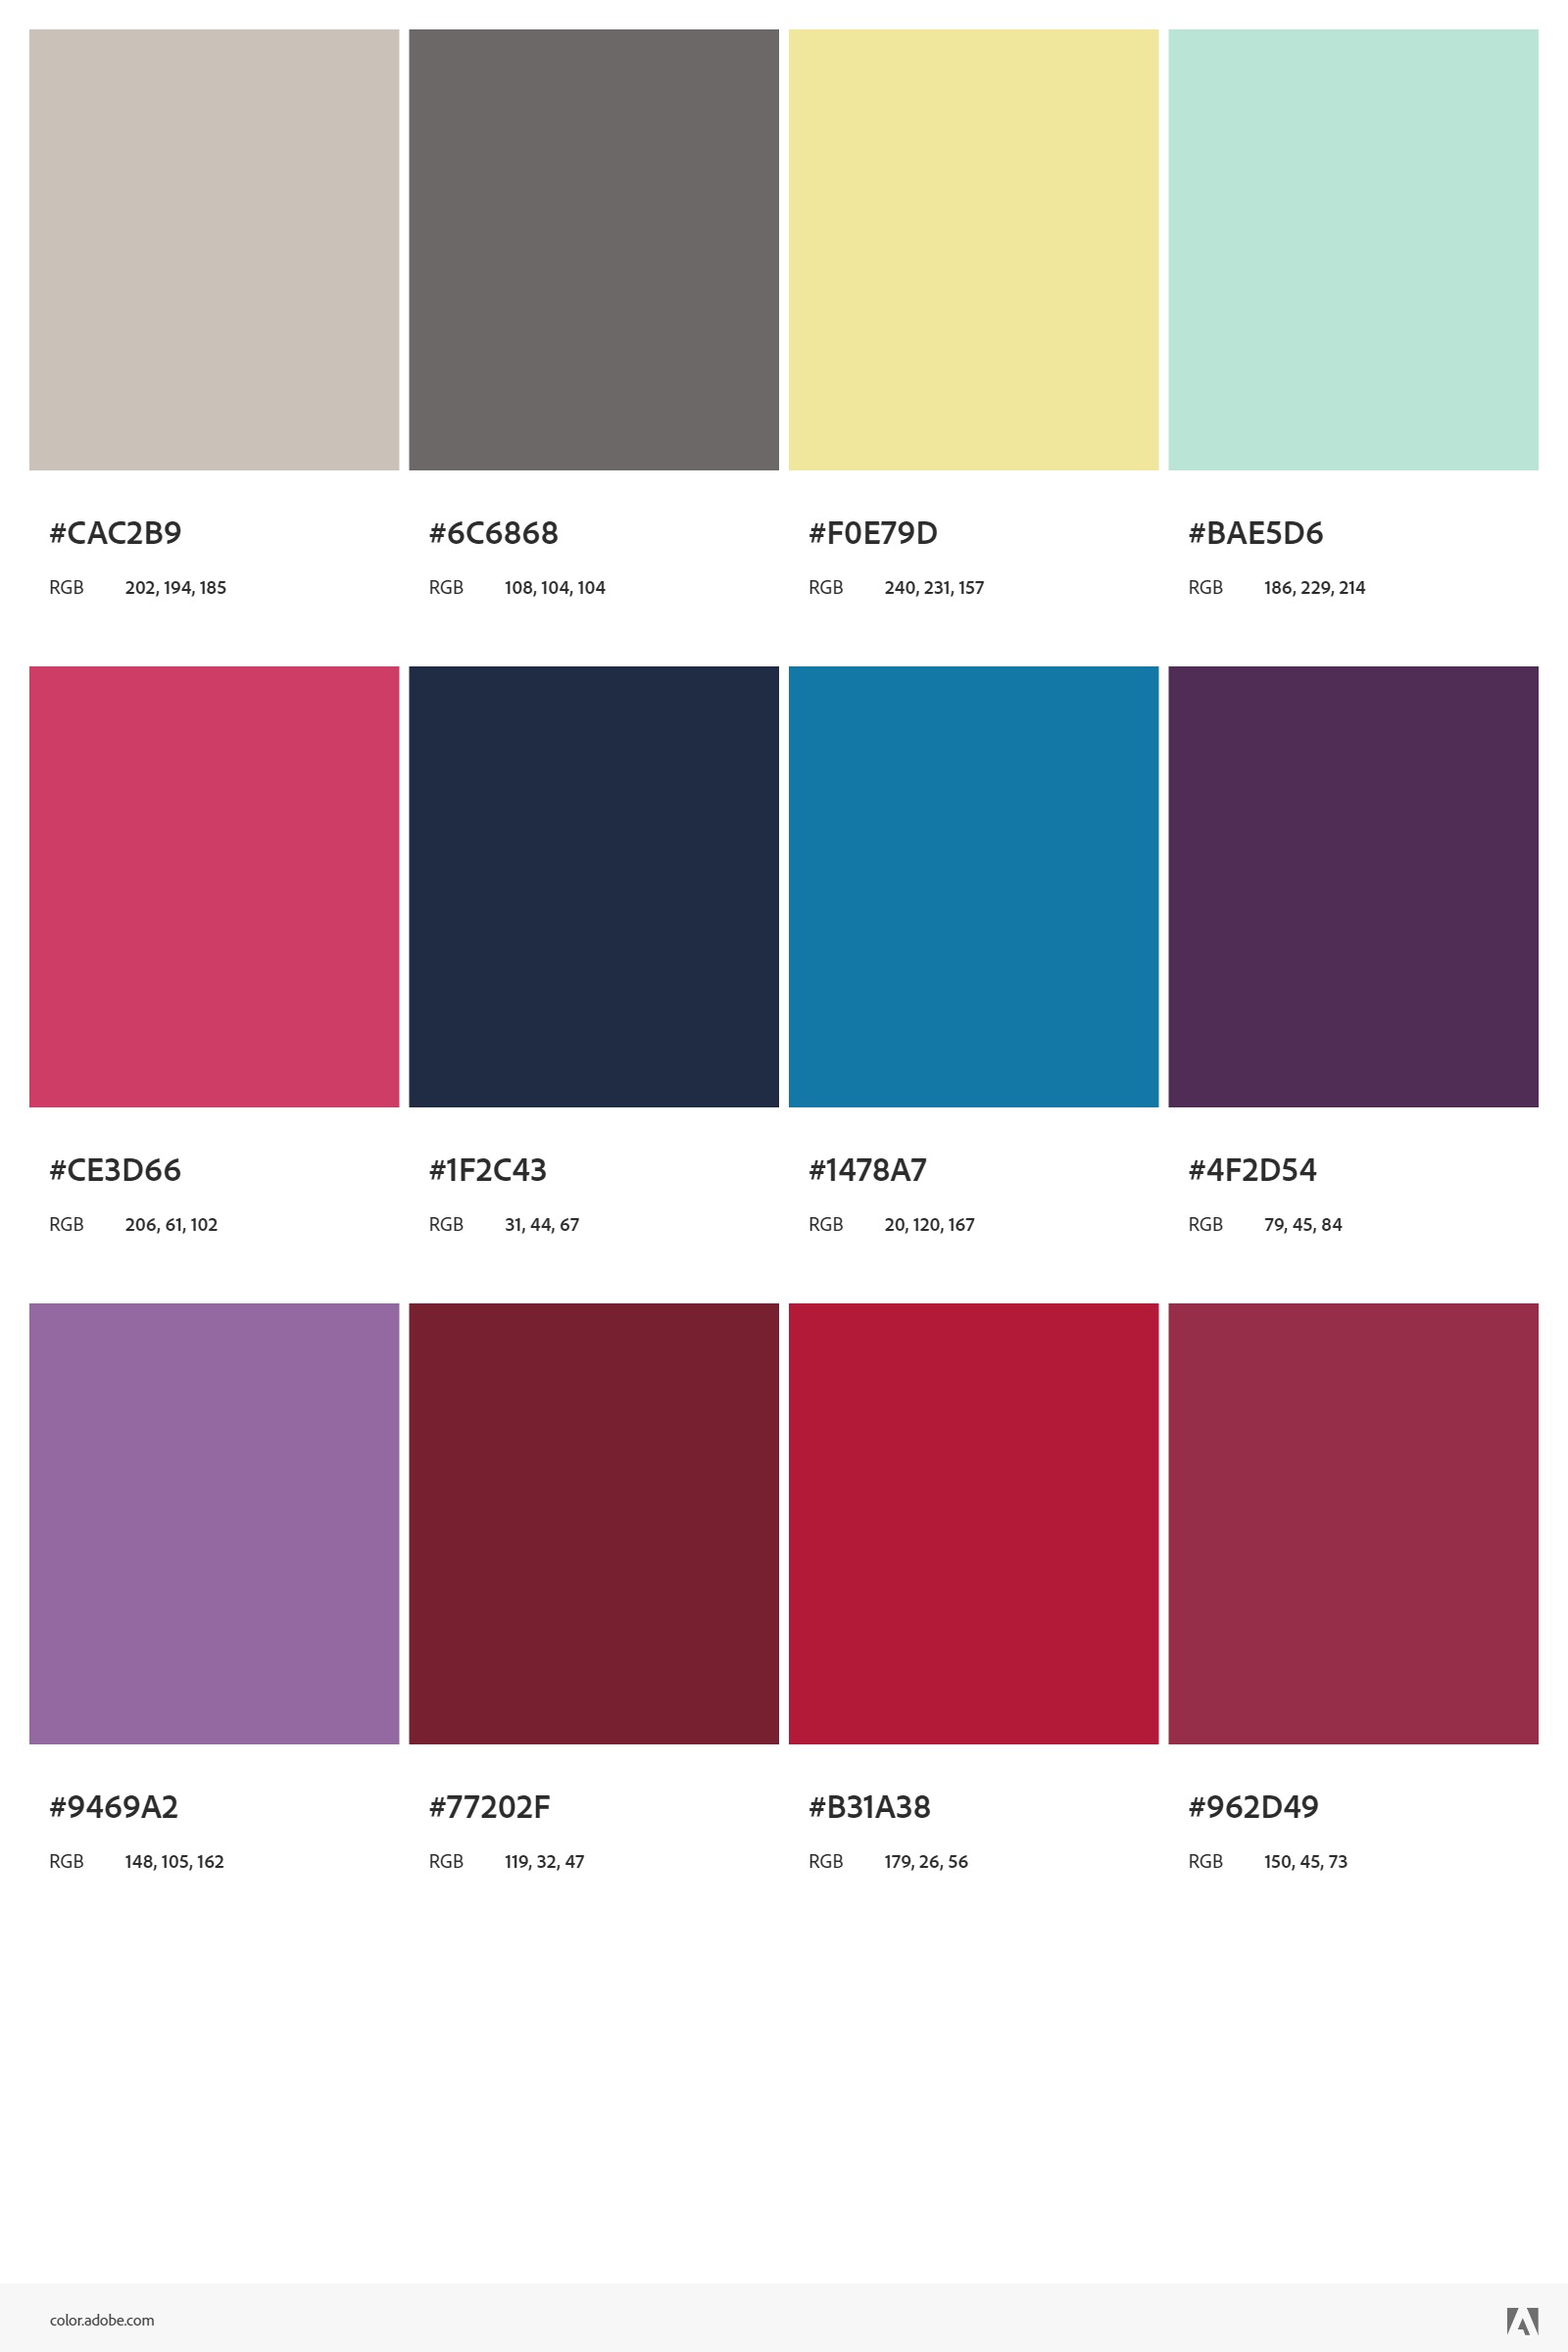 #CAC2B9 #6C6868 #F0E79D #BAE5D6
RGB 202, 194, 185 RGB 108, 104, 104 RGB 240, 231, 157 RGB 186, 229, 214
#CE3D66 #1F2C43 #1478A7 #4F2D54
RGB 206, 61, 102 RGB 31, 44, 67 RGB 20, 120, 167 RGB 79, 45, 84
#9469A2 #77202F #B31A38 #962D49
RGB 148, 105, 162 RGB 119, 32, 47 RGB 179, 26, 56 RGB 150, 45, 73
color.adobe.com